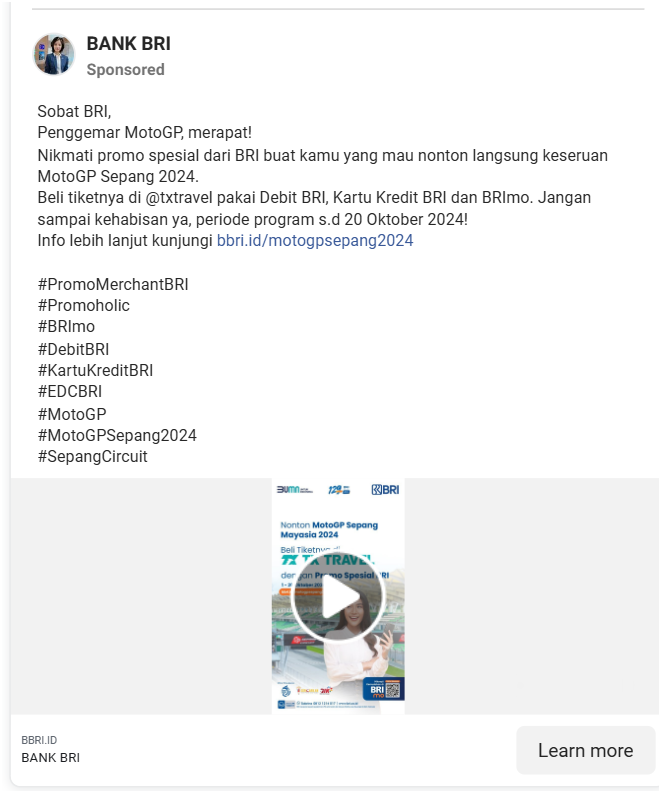 BANK BRI
Sponsored
Sobat BRI,
Penggemar MotoGP, merapat!
Nikmati promo spesial dari BRI buat kamu yang mau nonton langsung keseruan
MotoGP Sepang 2024.
Beli tiketnya di @txtravel pakai Debit BRI, Kartu Kredit BRI dan BRImo. Jangan
sampai kehabisan ya, periode program s.d 20 Oktober 2024!
Info lebih lanjut kunjungi bbri.id/motogpsepang2024
#PromoMerchantBRI
#Promoholic
#BRImo
#DebitBRI
#KartuKreditBRI
#EDCBRI
#MotoGP
#MotoGPSepang2024
#SepangCircuit
BUMN
BRI
Nonton MotoGP Sepang
Mayasia 2024
Beli Tiketnya di
TX TRAVEL
dengan Promo Spesial BRI
BRI
mo
BBRI.ID
BANK BRI
Learn more